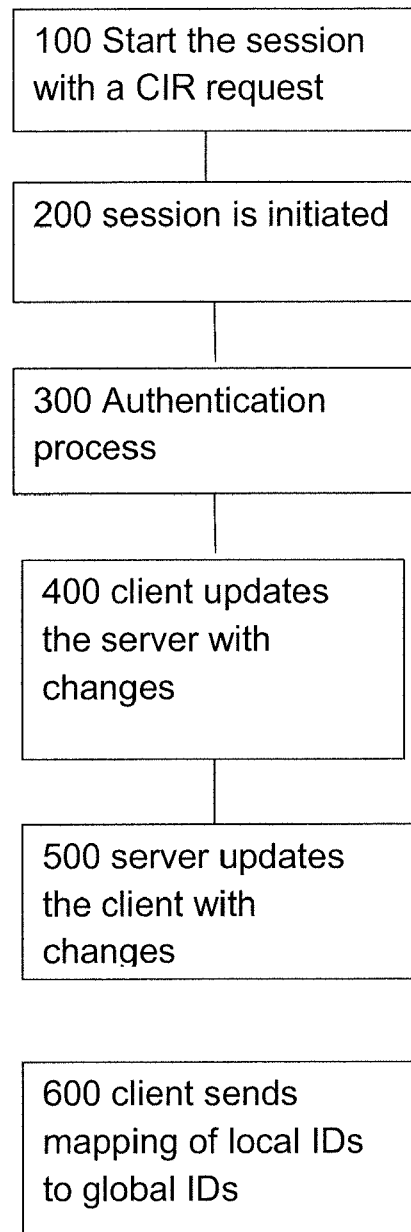 100 Start the session
with a CIR request
200 session is initiated
300 Authentication
process
400 client updates
the server with
changes
500 server updates
the client with
changes
600 client sends
mapping of local IDs
to global IDs